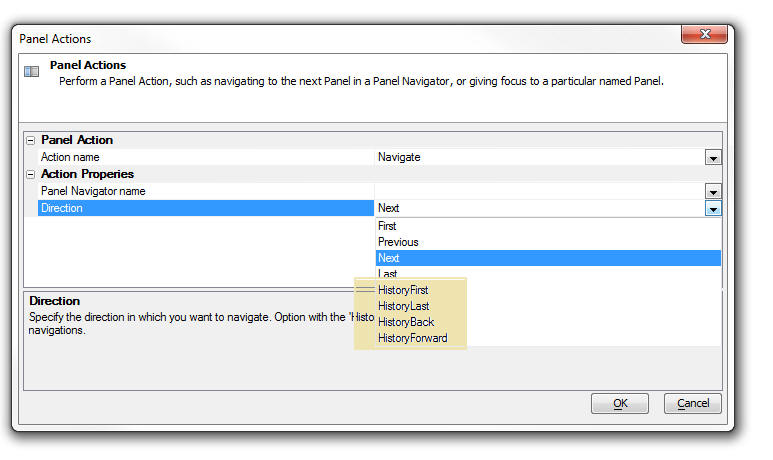 Panel Actions
Panel Actions
Perform a Panel Action, such as navigating to the next Panel in a Panel Navigator, or giving focus to a particular named Panel.
Panel Action
Action name Navigate
Action Properies
Panel Navigator name
Direction Next
First
Previous
Next
Last
HistoryFirst
HistoryLast
HistoryBack
HistoryForward
Direction
Specify the direction in which you want to navigate. Option with the 'Histo
navigations.
OK Cancel